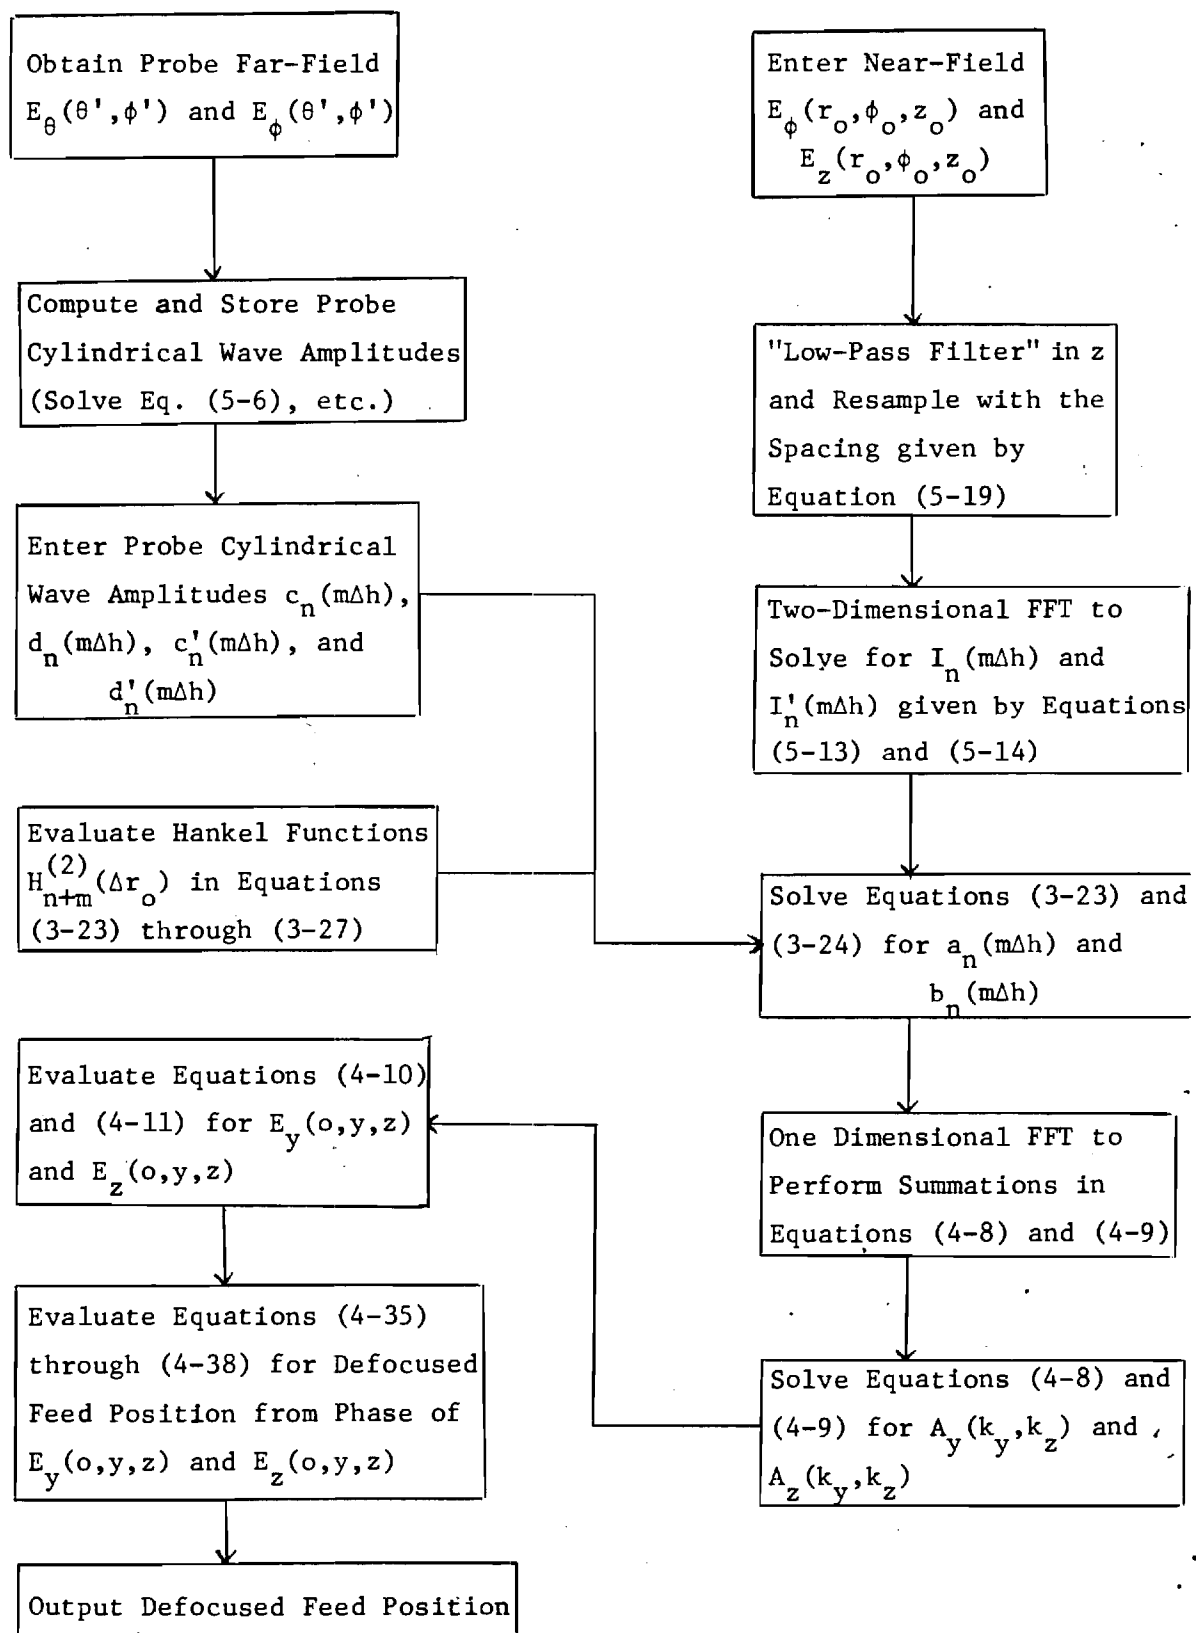 Obtain Probe Far-Field
E_θ(θ',ϕ') and E_ϕ(θ',ϕ')
Compute and Store Probe
Cylindrical Wave Amplitudes
(Solve Eq. (5-6), etc.)
Enter Probe Cylindrical
Wave Amplitudes c_n(mΔh),
d_n(mΔh), c'_n(mΔh), and
d'_n(mΔh)
Evaluate Hankel Functions
H^(2)_n+m(Δr_o) in Equations
(3-23) through (3-27)
Enter Near-Field
E_ϕ(r_o,ϕ_o,z_o) and
E_z(r_o,ϕ_o,z_o)
"Low-Pass Filter" in z
and Resample with the
Spacing given by
Equation (5-19)
Two-Dimensional FFT to
Solve for I_n(mΔh) and
I'_n(mΔh) given by Equations
(5-13) and (5-14)
Solve Equations (3-23) and
(3-24) for a_n(mΔh) and
b_n(mΔh)
One Dimensional FFT to
Perform Summations in
Equations (4-8) and (4-9)
Solve Equations (4-8) and
(4-9) for A_y(k_y,k_z) and
A_z(k_y,k_z)
Evaluate Equations (4-10)
and (4-11) for E_y(o,y,z)
and E_z(o,y,z)
Evaluate Equations (4-35)
through (4-38) for Defocused
Feed Position from Phase of
E_y(o,y,z) and E_z(o,y,z)
Output Defocused Feed Position